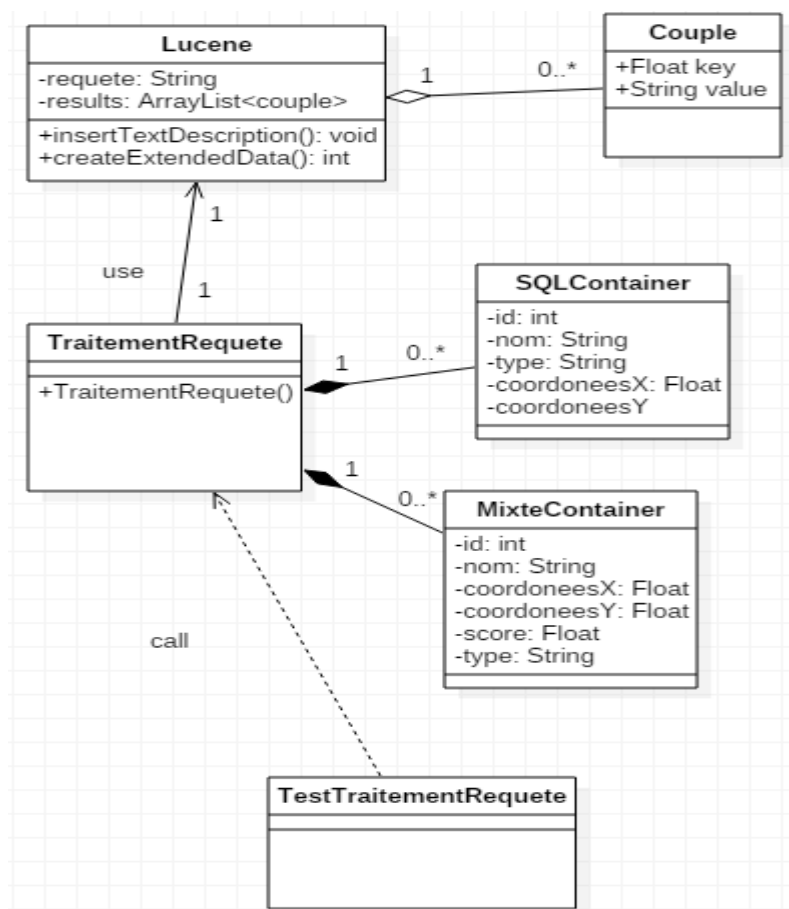 Lucene
-requete: String
-results: ArrayList<couple>
+insertTextDescription(): void
+createExtendedData(): int
1
0..*
Couple
+Float key
+String value
1
use
1
TraitementRequete
+TraitementRequete()
1
0..*
SQLContainer
-id: int
-nom: String
-type: String
-coordoneesX: Float
-coordoneesY
1
0..*
MixteContainer
-id: int
-nom: String
-coordoneesX: Float
-coordoneesY: Float
-score: Float
-type: String
call
TestTraitementRequete